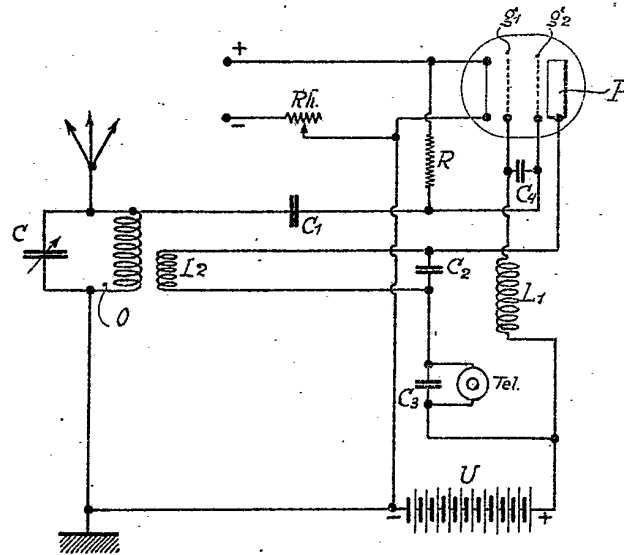 g1 g2
+
P
Rh.
−
R
C4
C
C1
L2
C2
L1
O
C3
Tel.
U
− +